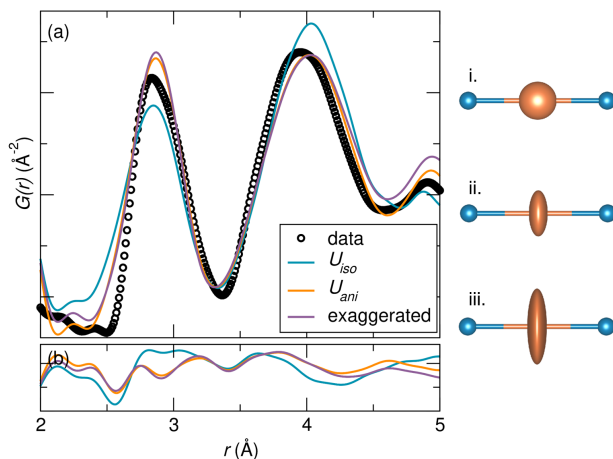 (a)
G(r) (Å⁻²)
data
U_iso
U_ani
exaggerated
(b)
2 3 4 5
r (Å)
i.
ii.
iii.